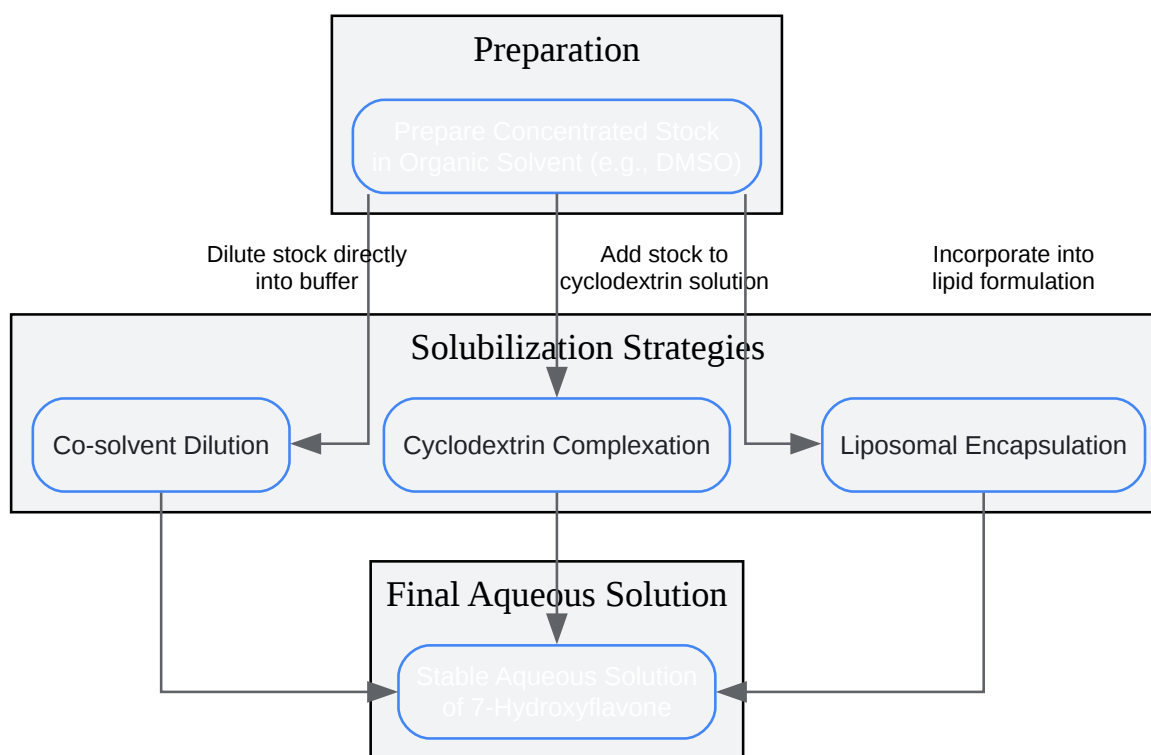 Preparation
Prepare Concentrated Stock
in Organic Solvent (e.g., DMSO)
Dilute stock directly
into buffer
Add stock to
cyclodextrin solution
Incorporate into
lipid formulation
Solubilization Strategies
Co-solvent Dilution
Cyclodextrin Complexation
Liposomal Encapsulation
Final Aqueous Solution
Stable Aqueous Solution
of 7-Hydroxyflavone